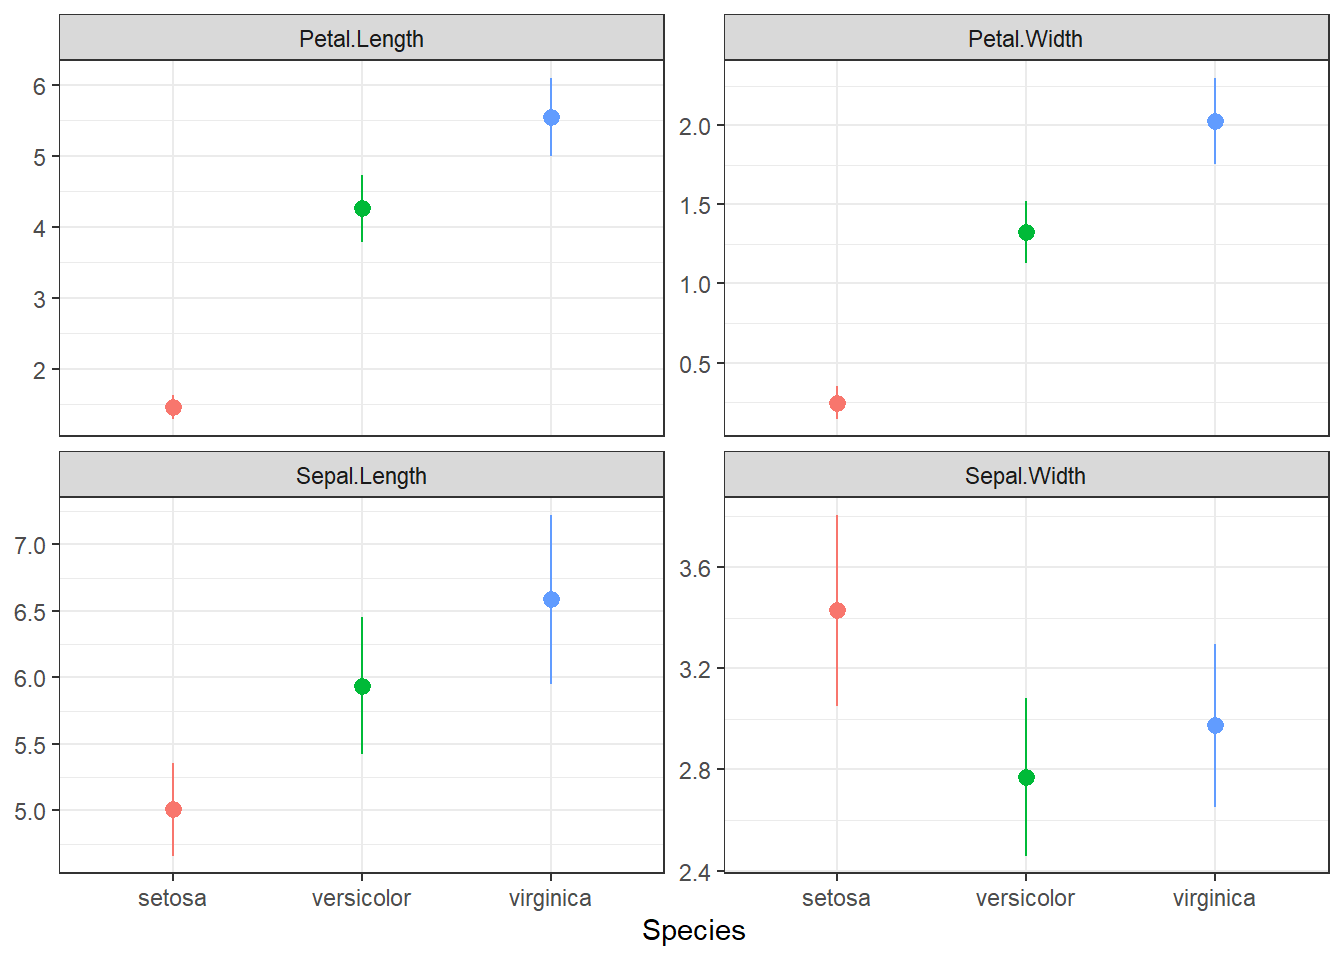 Petal.Length
Petal.Width
6
5
4
3
2
2.0
1.5
1.0
0.5
Sepal.Length
Sepal.Width
7.0
6.5
6.0
5.5
5.0
3.6
3.2
2.8
2.4
setosa versicolor virginica
setosa versicolor virginica
Species